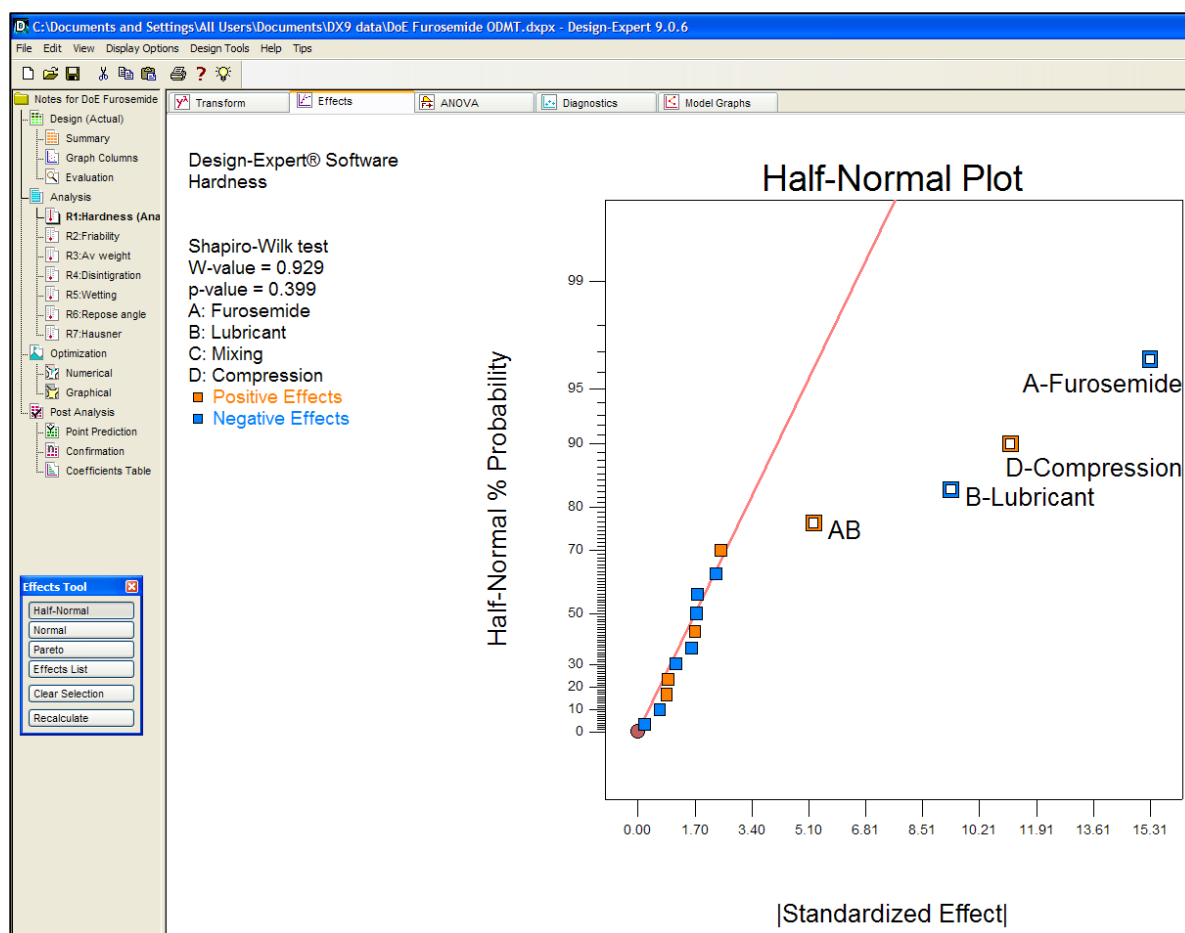 C:\Documents and Settings\All Users\Documents\DX9 data\DoE Furosemide ODMT.dxpx - Design-Expert 9.0.6
File Edit View Display Options Design Tools Help Tips
Notes for DoE Furosemide
Design (Actual)
Summary
Graph Columns
Evaluation
Analysis
R1:Hardness (Ana
R2:Friability
R3:Av weight
R4:Disintigration
R5:Wetting
R6:Repose angle
R7:Hausner
Optimization
Numerical
Graphical
Post Analysis
Point Prediction
Confirmation
Coefficients Table
Effects Tool
Half-Normal
Normal
Pareto
Effects List
Clear Selection
Recalculate
Transform Effects ANOVA Diagnostics Model Graphs
Design-Expert® Software
Hardness
Shapiro-Wilk test
W-value = 0.929
p-value = 0.399
A: Furosemide
B: Lubricant
C: Mixing
D: Compression
Positive Effects
Negative Effects
Half-Normal Plot
Half-Normal % Probability
99
95
90
80
70
50
30
20
10
0
A-Furosemide
D-Compression
B-Lubricant
AB
0.00 1.70 3.40 5.10 6.81 8.51 10.21 11.91 13.61 15.31
|Standardized Effect|